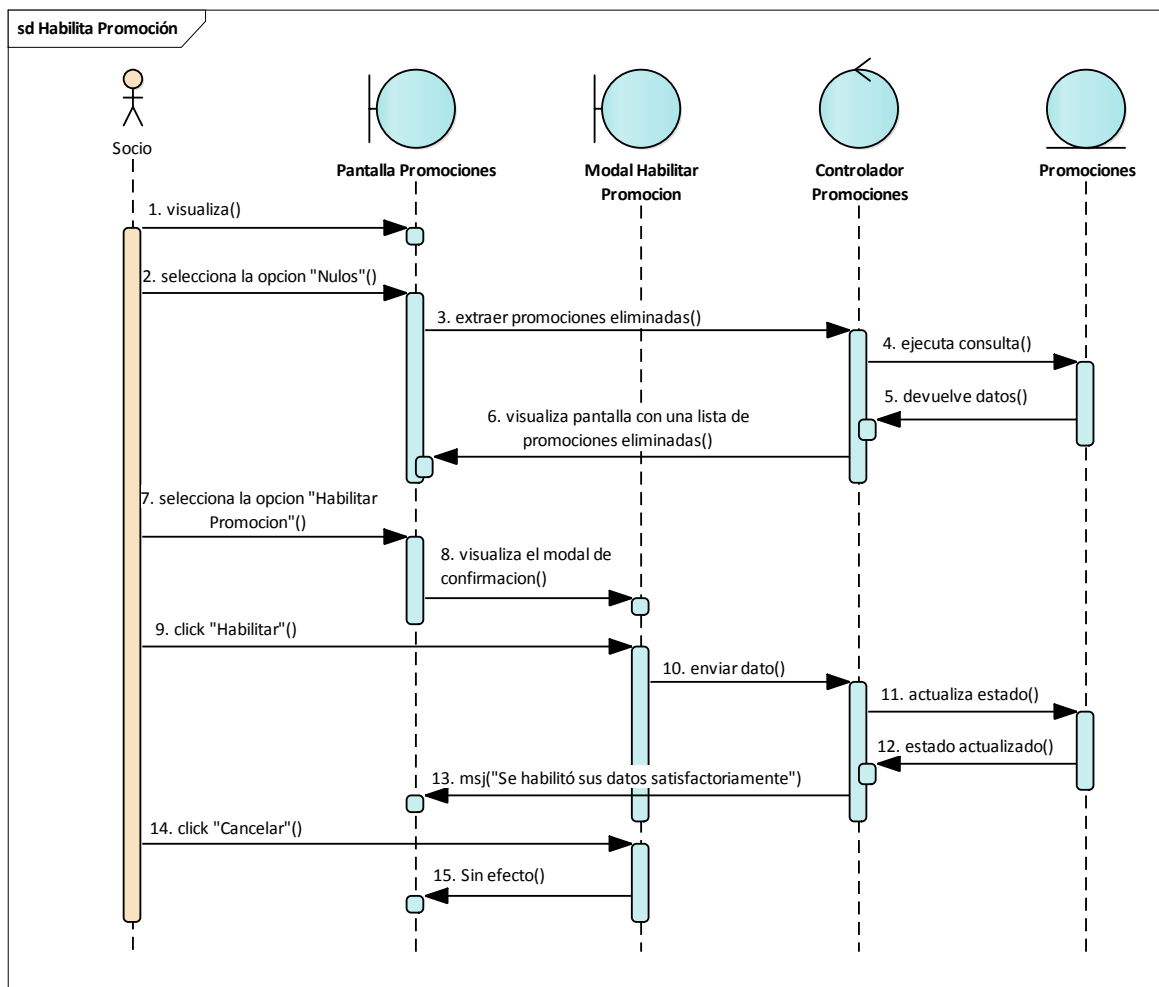 sd Habilita Promoción
Socio
Pantalla Promociones
Modal Habilitar
Promocion
Controlador
Promociones
Promociones
1. visualiza()
2. selecciona la opcion "Nulos"()
3. extraer promociones eliminadas()
4. ejecuta consulta()
5. devuelve datos()
6. visualiza pantalla con una lista de
promociones eliminadas()
7. selecciona la opcion "Habilitar
Promocion"()
8. visualiza el modal de
confirmacion()
9. click "Habilitar"()
10. enviar dato()
11. actualiza estado()
12. estado actualizado()
13. msj("Se habilitó sus datos satisfactoriamente")
14. click "Cancelar"()
15. Sin efecto()